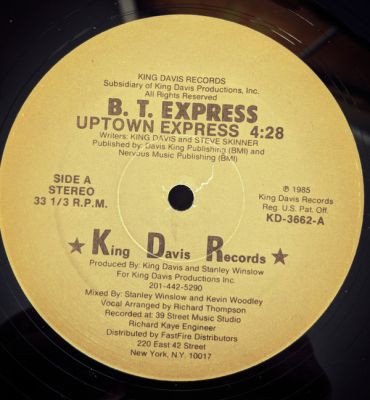 KING DAVIS RECORDS
Subsidiary of King Davis Productions, Inc.
All Rights Reserved
B. T. EXPRESS
UPTOWN EXPRESS 4:28
Writers: KING DAVIS and STEVE SKINNER
Published by: Davis King Publishing (BMI) and
Nervous Music Publishing (BMI)
SIDE A
STEREO
33 1/3 R.P.M.
℗ 1985
King Davis Records
Reg. U.S. Pat. Off.
KD-3662-A
★ King Davis Records ★
Produced By: King Davis and Stanley Winslow
For King Davis Productions Inc.
201-442-5290
Mixed By: Stanley Winslow and Kevin Woodley
Vocal Arranged by Richard Thompson
Recorded at: 39 Street Music Studio
Richard Kaye Engineer
Distributed by FastFire Distributors
220 East 42 Street
New York, N.Y. 10017